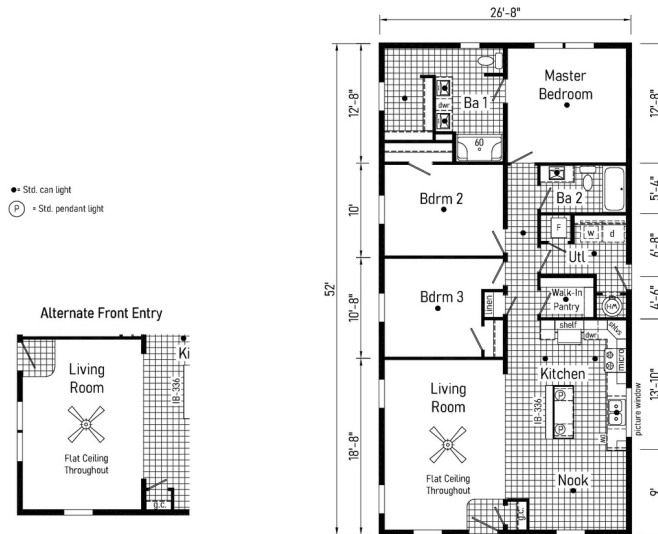 26'-8"
52'
12'-8"
10'
10'-8"
18'-8"
12'-8"
5'-4"
6'-8"
4'-6"
13'-10"
9'
= Std. can light
P = Std. pendant light
Alternate Front Entry
Living
Room
Flat Ceiling
Throughout
Ki
IB-336
g.c.
Master
Bedroom
Ba 1
dwr
60
Bdrm 2
Ba 2
F
w
d
Utl
Bdrm 3
linen
Walk-In
Pantry
HW
shelf
dwr
shlvs
micro
Kitchen
IB-336
P
P
DW
picture window
Living
Room
Flat Ceiling
Throughout
Nook
g.c.